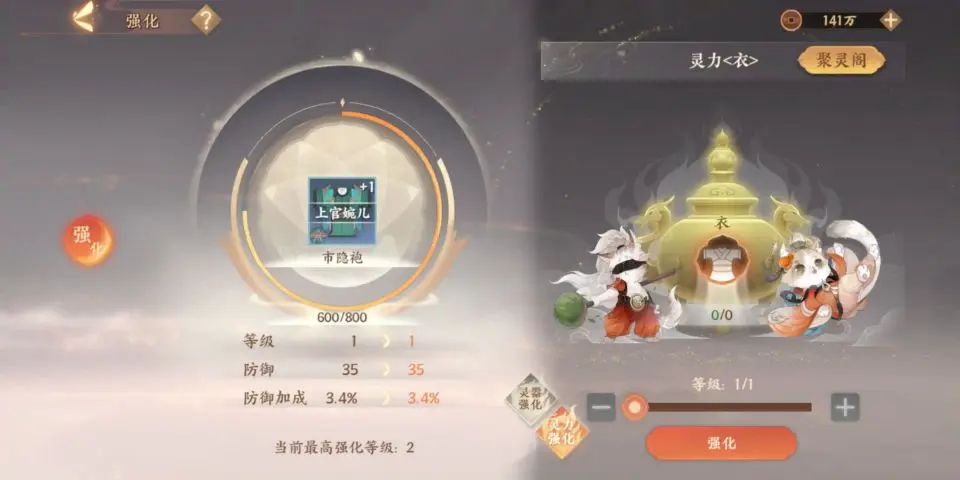 强化
?
141万
灵力<衣>
聚灵阁
强化
+1
上官婉儿
市隐袍
600/800
等级 1 1
防御 35 35
防御加成 3.4% 3.4%
当前最高强化等级: 2
衣
0/0
灵器
强化
灵力
强化
等级: 1/1
强化